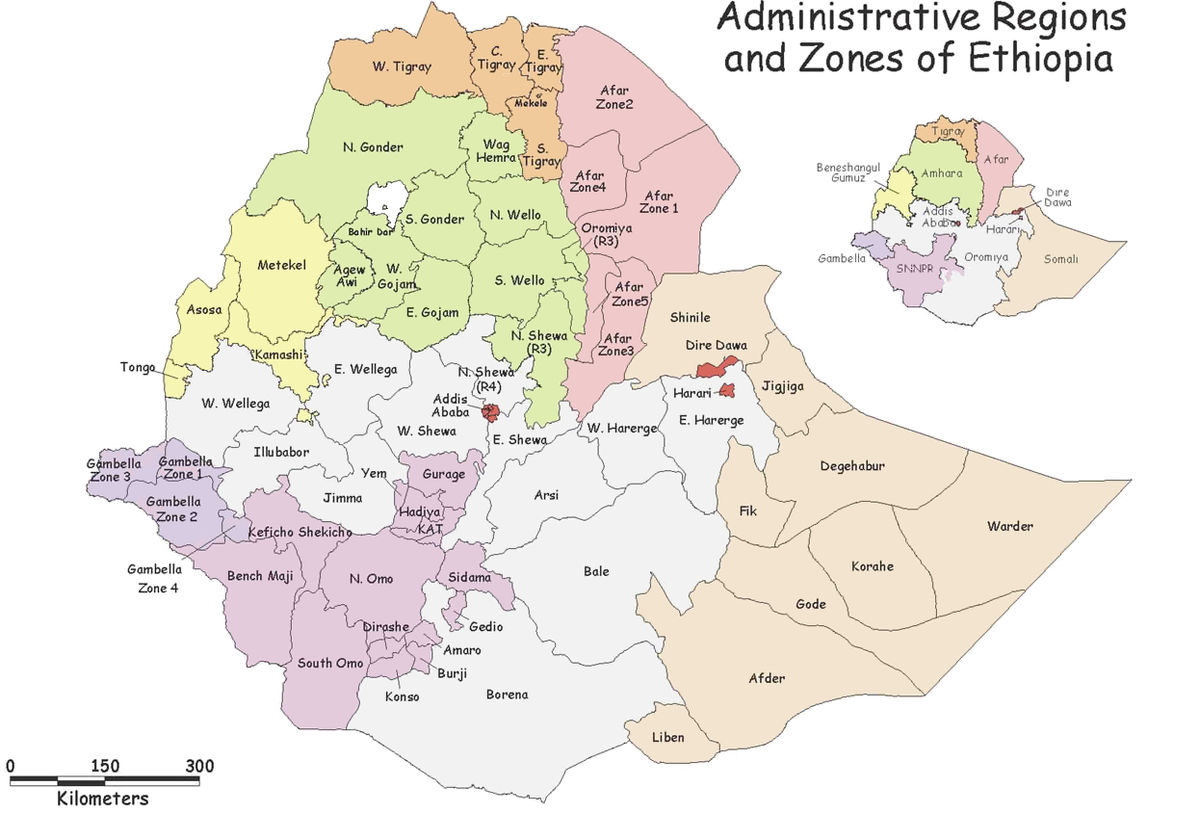 Administrative Regions
and Zones of Ethiopia
W. Tigray
C.
Tigray
E.
Tigray
Mekele
S.
Tigray
Afar
Zone2
N. Gonder
Wag
Hemra
Afar
Zone4
Afar
Zone 1
S. Gonder
N. Wello
Oromiya
(R3)
Bahir Dar
Metekel
Agew
Awi
W.
Gojam
S. Wello
Afar
Zone5
Asosa
E. Gojam
Shinile
N. Shewa
(R3)
Afar
Zone3
Dire Dawa
Kamashi
Tongo
E. Wellega
N. Shewa
(R4)
Jigjiga
Harari
W. Wellega
Addis
Ababa
E. Harerge
W. Shewa
W. Harerge
E. Shewa
Illubabor
Gambella
Zone 3
Gambella
Zone 1
Yem
Gurage
Degehabur
Jimma
Arsi
Gambella
Zone 2
Hadiya
Fik
Keficho Shekicho
KAT
Warder
Gambella
Zone 4
Bench Maji
N. Omo
Sidama
Bale
Korahe
Gode
Dirashe
Gedio
Amaro
South Omo
Burji
Afder
Konso
Borena
Liben
Tigray
Afar
Beneshangul
Gumuz
Amhara
Dire
Dawa
Addis
Ababa
Harari
Gambella
SNNPR
Oromiya
Somali
0 150 300
Kilometers